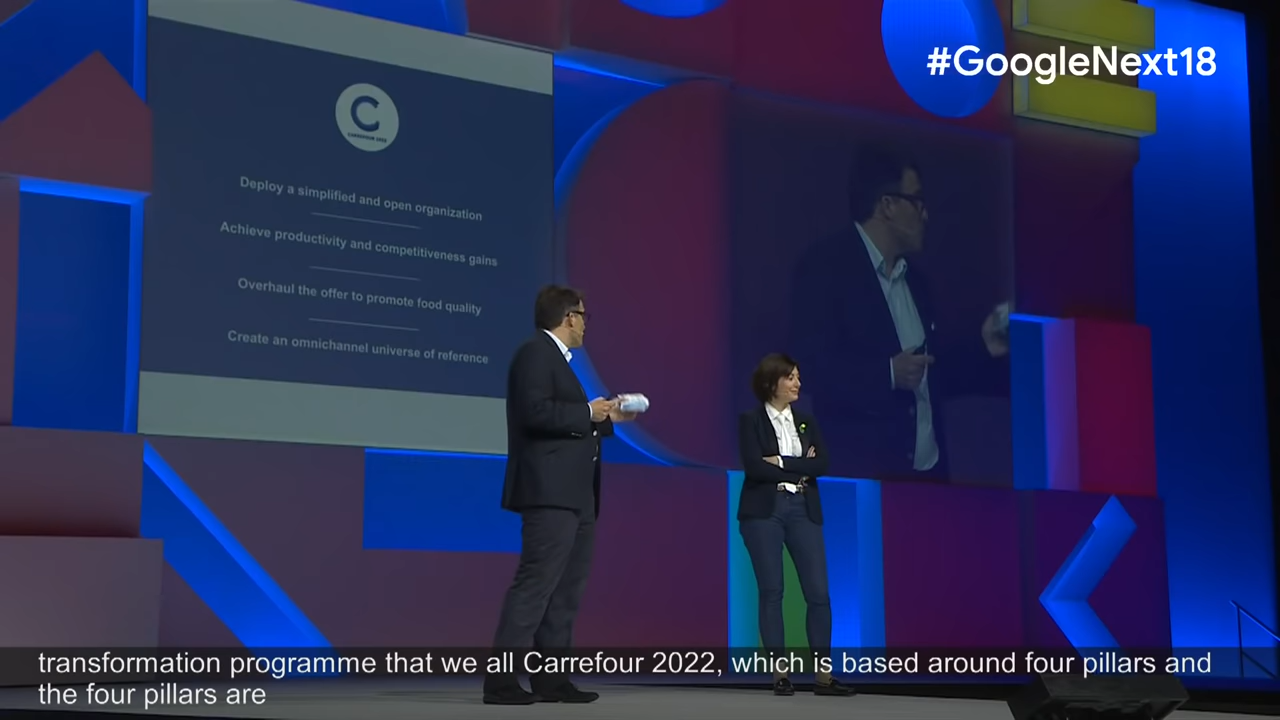 #GoogleNext18
C
CARREFOUR 2022
Deploy a simplified and open organization
Achieve productivity and competitiveness gains
Overhaul the offer to promote food quality
Create an omnichannel universe of reference
transformation programme that we all Carrefour 2022, which is based around four pillars and
the four pillars are